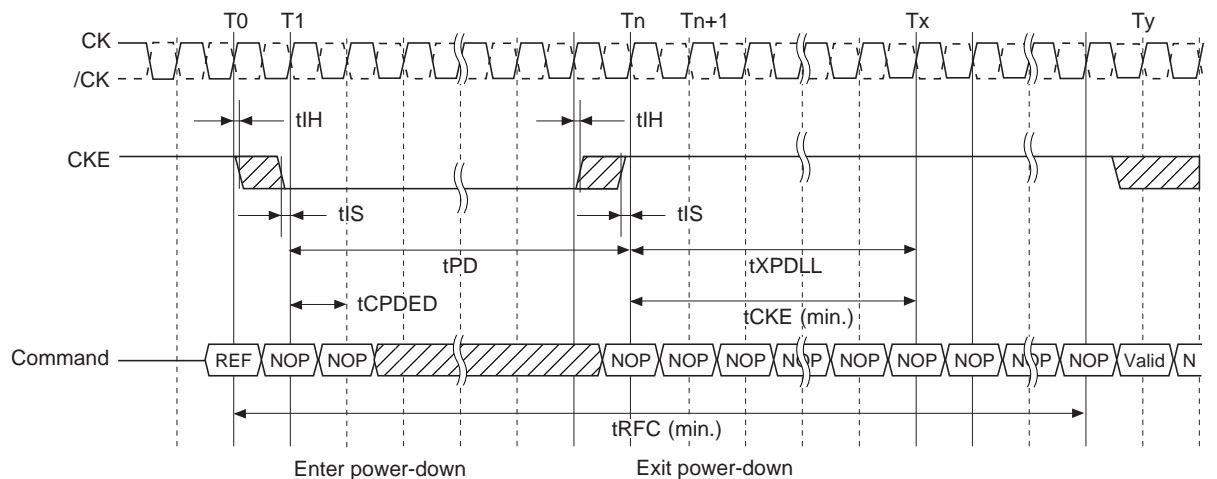 T0 T1 Tn Tn+1 Tx Ty
CK
/CK
tIH tIH
CKE
tIS tIS
tPD tXPDLL
tCPDED tCKE (min.)
Command REF NOP NOP NOP NOP NOP NOP NOP NOP NOP NOP NOP Valid N
tRFC (min.)
Enter power-down Exit power-down